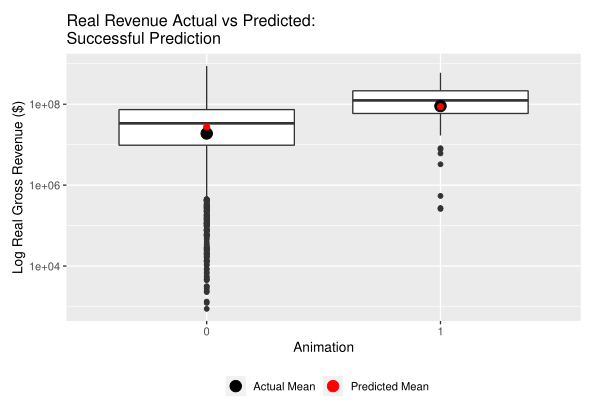 Real Revenue Actual vs Predicted:
Successful Prediction
Log Real Gross Revenue ($)
1e+08
1e+06
1e+04
0
1
Animation
Actual Mean
Predicted Mean